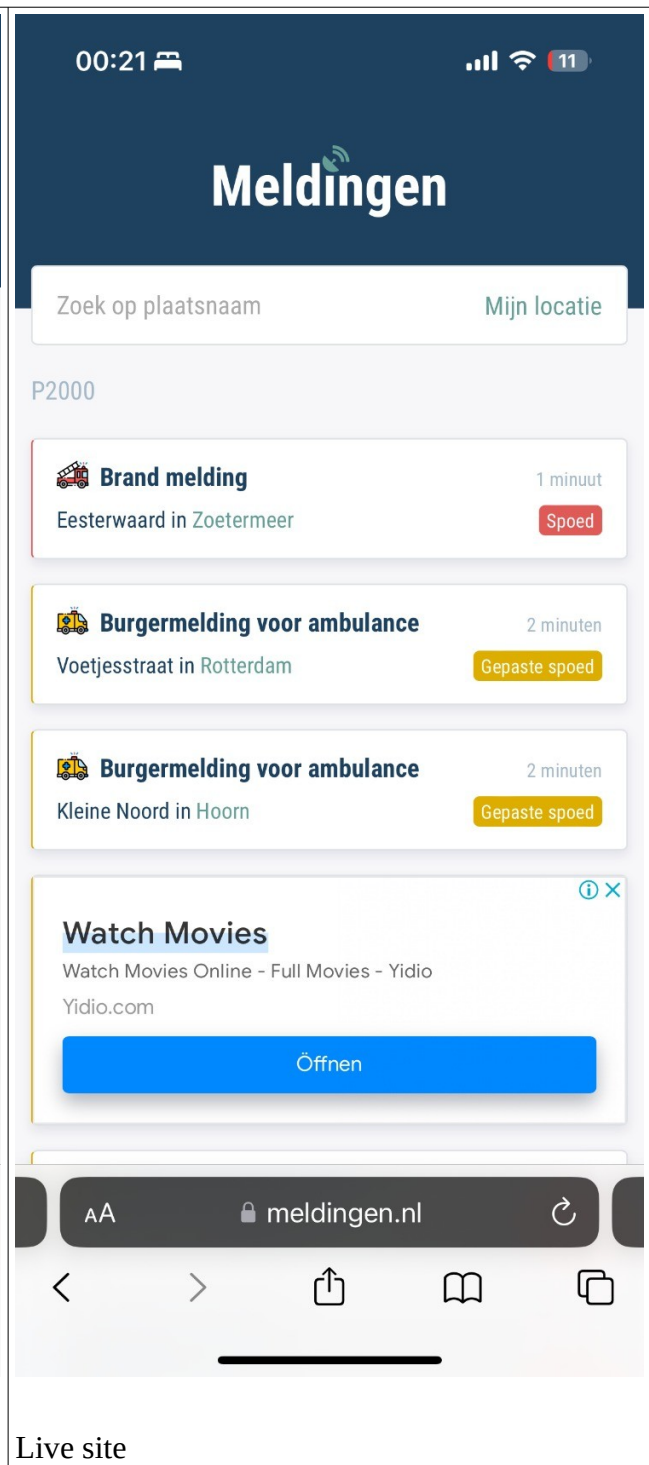 00:21
11
Meldingen
Zoek op plaatsnaam Mijn locatie
P2000
Brand melding 1 minuut
Eesterwaard in Zoetermeer Spoed
Burgermelding voor ambulance 2 minuten
Voetjesstraat in Rotterdam Gepaste spoed
Burgermelding voor ambulance 2 minuten
Kleine Noord in Hoorn Gepaste spoed
Watch Movies
Watch Movies Online - Full Movies - Yidio
Yidio.com
Öffnen
AA meldingen.nl
Live site